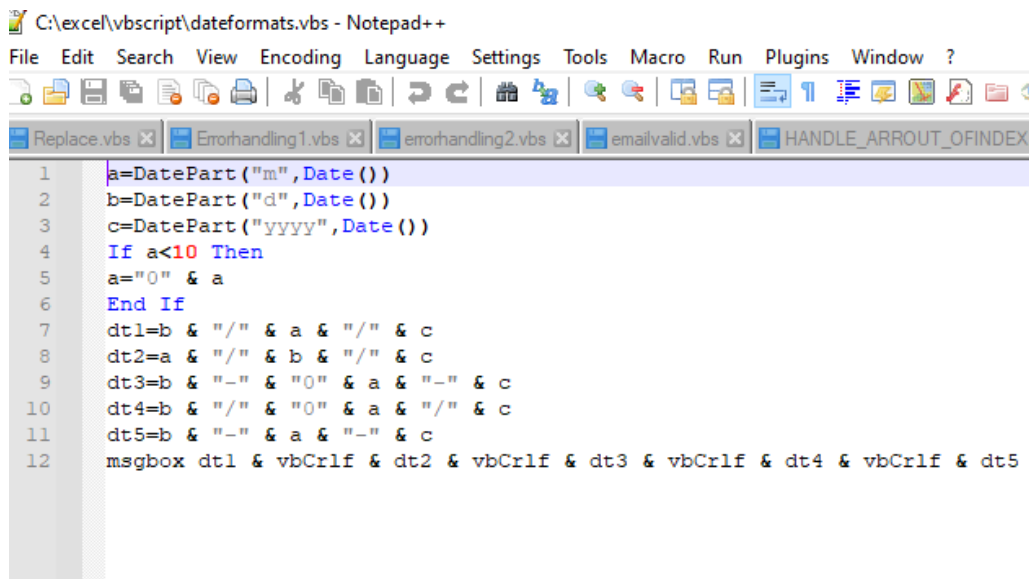 C:\excel\vbscript\dateformats.vbs - Notepad++
File Edit Search View Encoding Language Settings Tools Macro Run Plugins Window ?
Replace.vbs Errorhandling1.vbs errorhandling2.vbs emailvalid.vbs HANDLE_ARROUT_OFINDEX
1 a=DatePart("m",Date())
2 b=DatePart("d",Date())
3 c=DatePart("yyyy",Date())
4 If a<10 Then
5 a="0" & a
6 End If
7 dt1=b & "/" & a & "/" & c
8 dt2=a & "/" & b & "/" & c
9 dt3=b & "-" & "0" & a & "-" & c
10 dt4=b & "/" & "0" & a & "/" & c
11 dt5=b & "-" & a & "-" & c
12 msgbox dt1 & vbCrlf & dt2 & vbCrlf & dt3 & vbCrlf & dt4 & vbCrlf & dt5